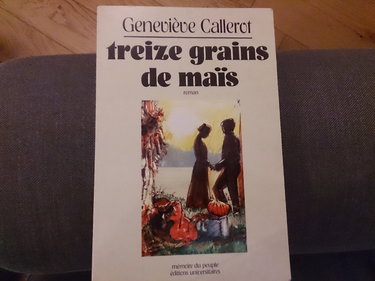 Geneviève Callerot
treize grains
de maïs
roman
mémoire du peuple
éditions universitaires